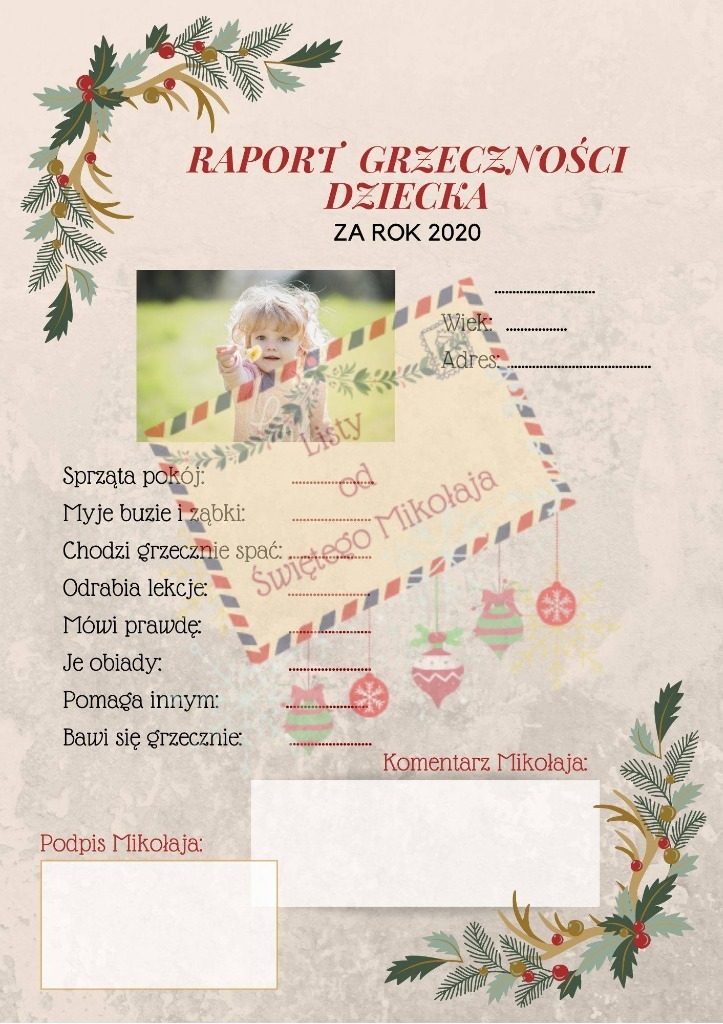 RAPORT GRZECZNOŚCI
DZIECKA
ZA ROK 2020
....................
Wiek: ............
Adres: ............................
Listy
od
Świętego Mikołaja
Sprząta pokój: ................
Myje buzie i ząbki: ................
Chodzi grzecznie spać: ................
Odrabia lekcje: ................
Mówi prawdę: ................
Je obiady: ................
Pomaga innym: ................
Bawi się grzecznie: ................
Komentarz Mikołaja:
Podpis Mikołaja: